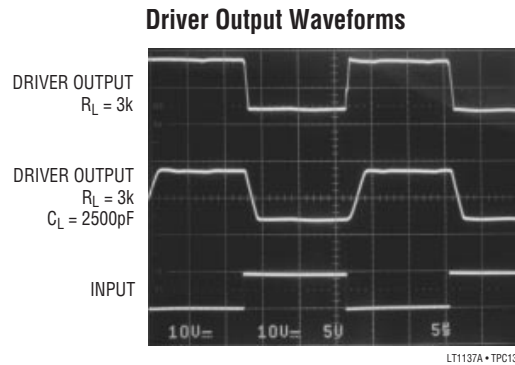 Driver Output Waveforms
DRIVER OUTPUT
RL = 3k
DRIVER OUTPUT
RL = 3k
CL = 2500pF
INPUT
10V 10V 5V
LT1137A • TPC13